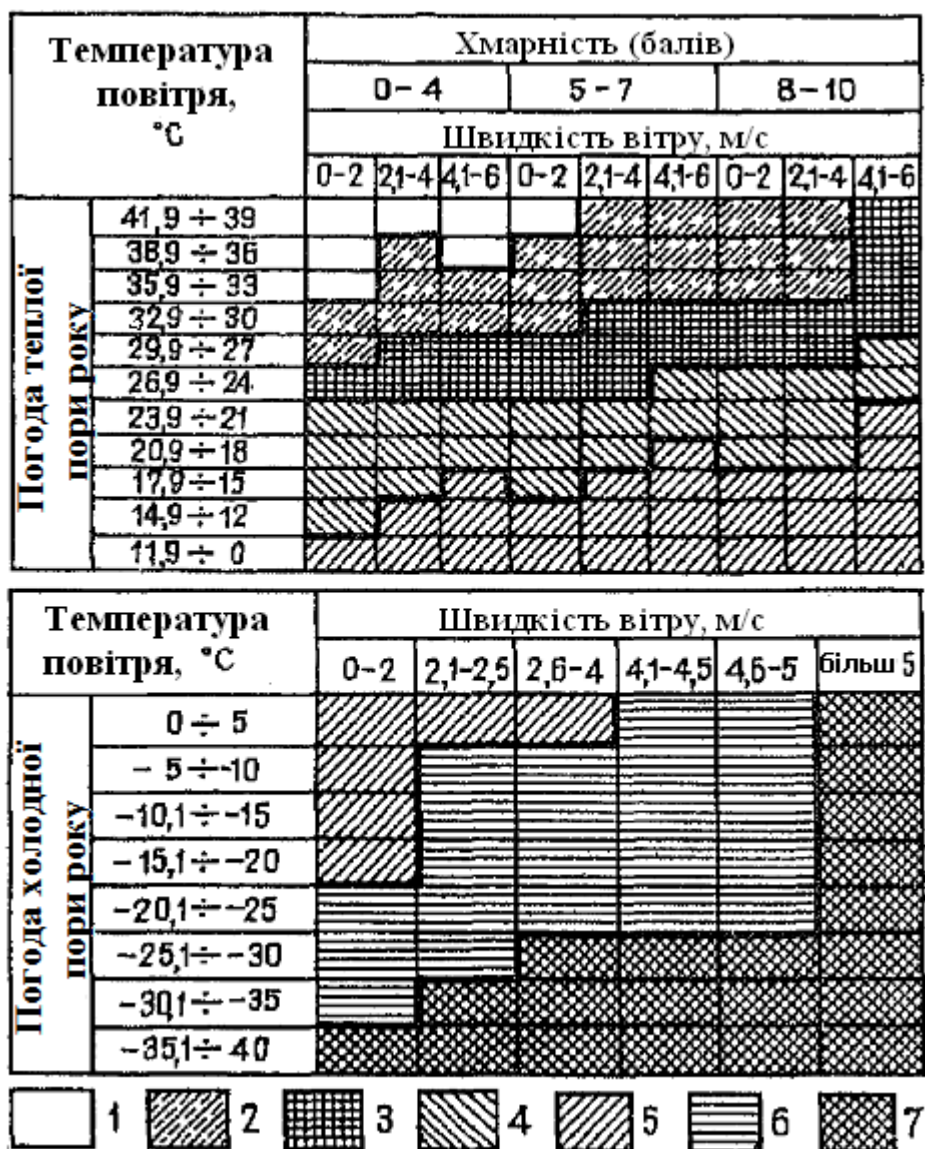 Температура
повітря,
°C
Хмарність (балів)
0–4 5–7 8–10
Швидкість вітру, м/с
0–2 2,1–4 4,1–6 0–2 2,1–4 4,1–6 0–2 2,1–4 4,1–6
Погода теплої
пори року
41,9 ÷ 39
38,9 ÷ 36
35,9 ÷ 33
32,9 ÷ 30
29,9 ÷ 27
26,9 ÷ 24
23,9 ÷ 21
20,9 ÷ 18
17,9 ÷ 15
14,9 ÷ 12
11,9 ÷ 0
Температура
повітря, °C
Швидкість вітру, м/с
0–2 2,1–2,5 2,6–4 4,1–4,5 4,6–5 більш 5
Погода холодної
пори року
0 ÷ 5
– 5 ÷ -10
–10,1 ÷ -15
–15,1 ÷ -20
–20,1 ÷ -25
–25,1 ÷ -30
–30,1 ÷ -35
–35,1 ÷ 40
1 2 3 4 5 6 7